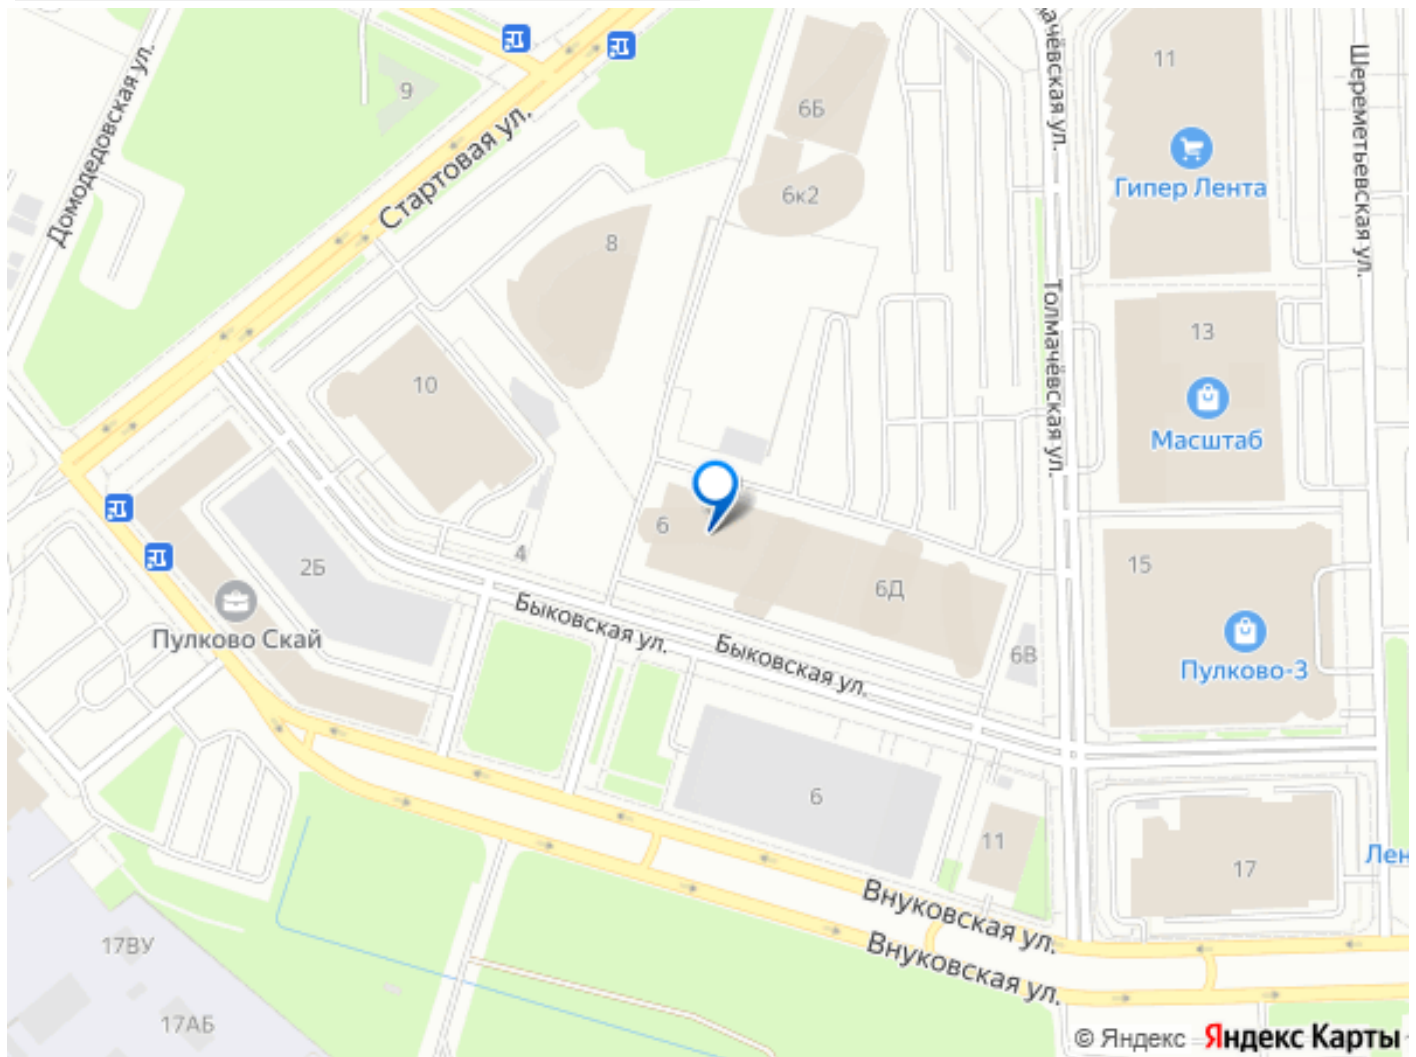 Домодедовская ул.
9
Стартовая ул.
6Б
6к2
8
10
11
Гипер Лента
Шереметьевская ул.
13
Масштаб
Толмачёвская ул.
6
6Д
6В
15
Пулково-3
4
2Б
Пулково Скай
Быковская ул.
Быковская ул.
6
11
17
Внуковская ул.
Внуковская ул.
17ВУ
17АБ
© Яндекс Яндекс Карты